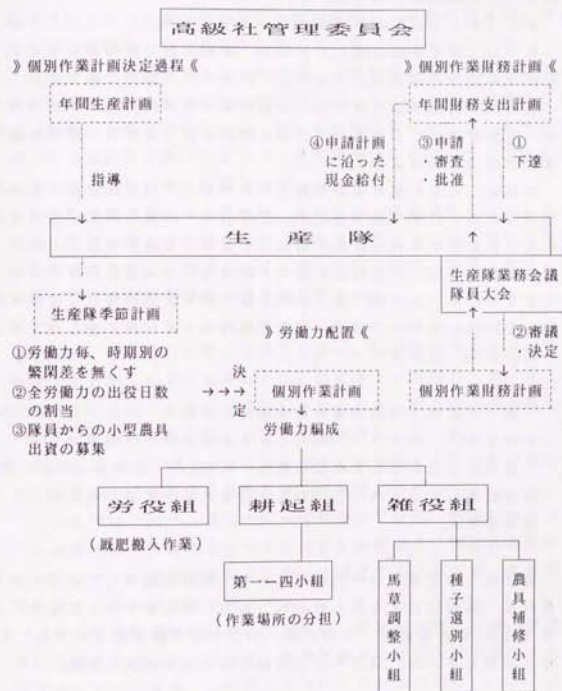 高級社管理委員会
》個別作業計画決定過程《
》個別作業財務計画《
年間生産計画
年間財務支出計画
指導
④申請計画
に沿った
現金給付
③申請
・審査
・批准
①
下達
生産隊
生産隊業務会議
隊員大会
生産隊季節計画
②審議
・決定
①労働力毎、時期別の
繁閑差を無くす
②全労働力の出役日数
の割当
③隊員からの小型農具
出資の募集
》労働力配置《
決
→→→
定
個別作業計画
個別作業財務計画
労働力編成
労役組
耕起組
雑役組
(厩肥搬入作業)
第一ー四小組
(作業場所の分担)
馬草調整小組
種子選別小組
農具補修小組